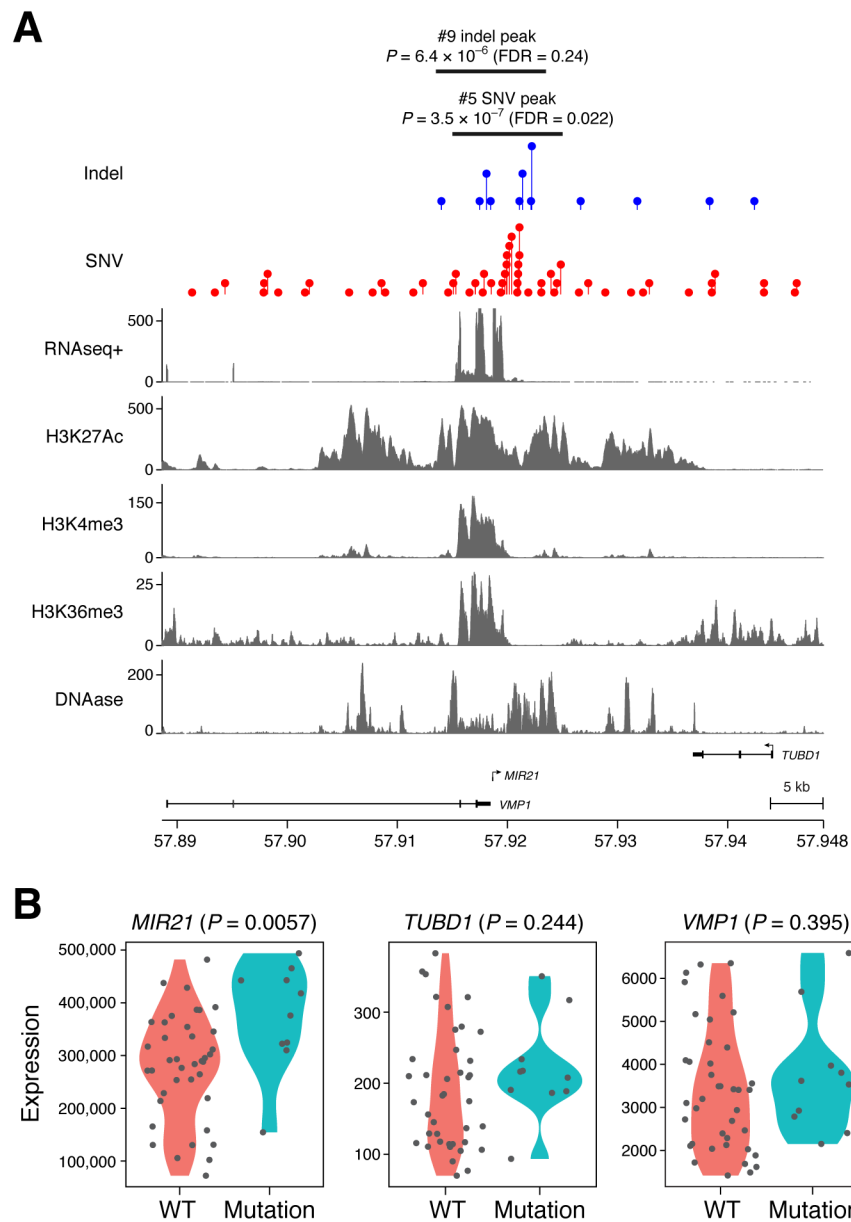 A
#9 indel peak
P = 6.4 × 10⁻⁶ (FDR = 0.24)
#5 SNV peak
P = 3.5 × 10⁻⁷ (FDR = 0.022)
Indel
SNV
500
RNAseq+
0
500
H3K27Ac
0
150
H3K4me3
0
25
H3K36me3
0
200
DNAase
0
TUBD1
MIR21
5 kb
VMP1
57.89 57.90 57.91 57.92 57.93 57.94 57.948
B
MIR21 (P = 0.0057) TUBD1 (P = 0.244) VMP1 (P = 0.395)
Expression
500,000
400,000
300,000
200,000
100,000
WT Mutation
300
200
100
WT Mutation
6000
5000
4000
3000
2000
WT Mutation